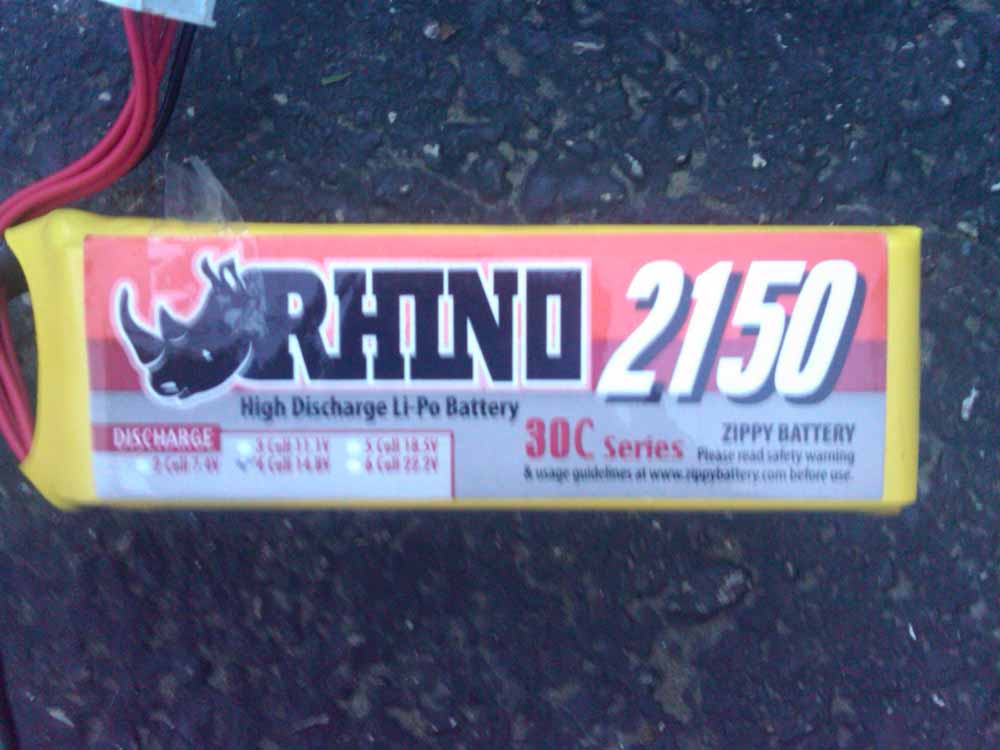 RHINO 2150
High Discharge Li-Po Battery
DISCHARGE
3 Cell 11.1V 5 Cell 18.5V
2 Cell 7.4V 4 Cell 14.8V 6 Cell 22.2V
30C Series
ZIPPY BATTERY
Please read safety warning
& usage guidelines at www.zippybattery.com before use.